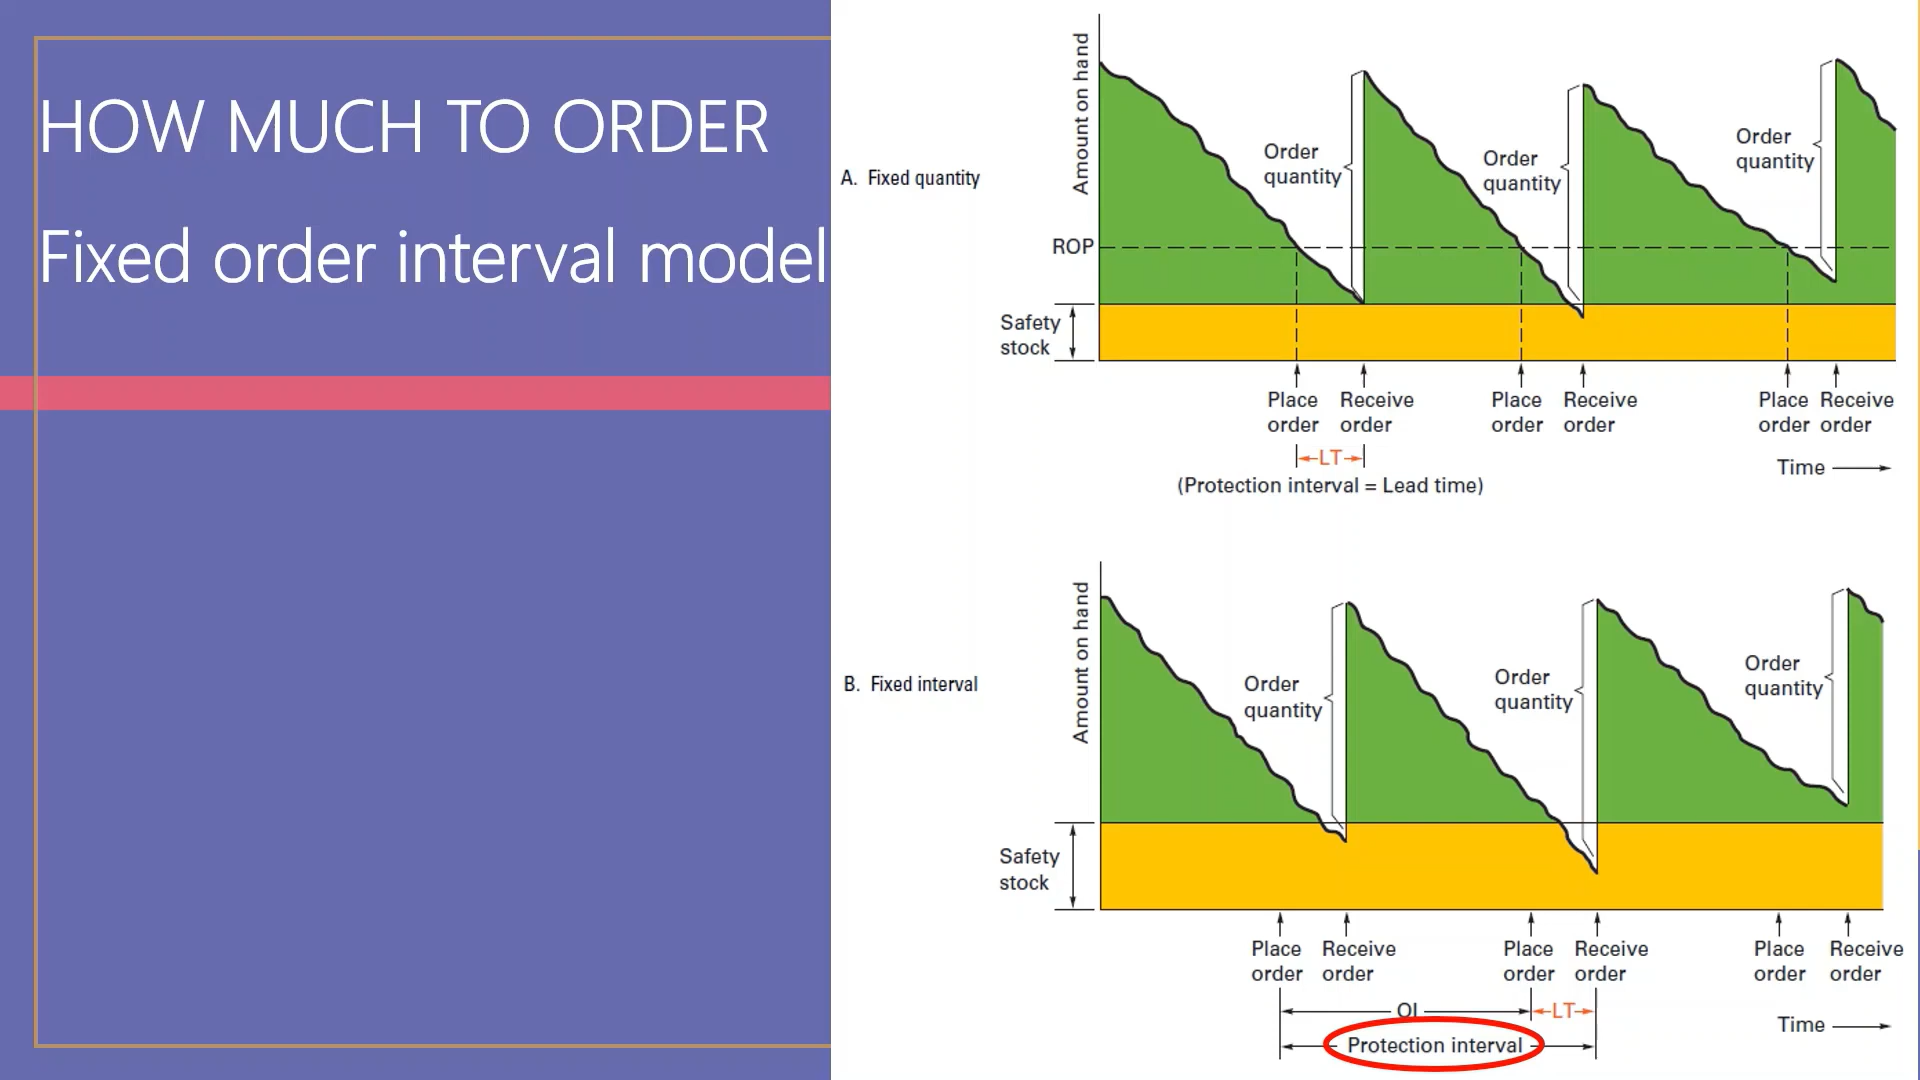 HOW MUCH TO ORDER
Fixed order interval model
A. Fixed quantity
Amount on hand
Order
quantity
Order
quantity
Order
quantity
ROP
Safety
stock
Place
order
Receive
order
Place
order
Receive
order
Place
order
Receive
order
LT
Time
(Protection interval = Lead time)
B. Fixed interval
Amount on hand
Order
quantity
Order
quantity
Order
quantity
Safety
stock
Place
order
Receive
order
Place
order
Receive
order
Place
order
Receive
order
OI
LT
Time
Protection interval